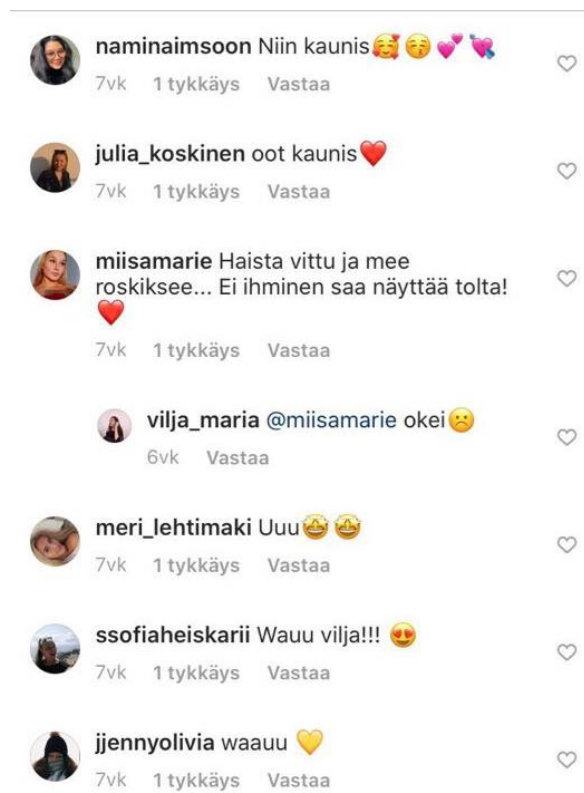 naminaimsoon Niin kaunis🥰😚💕💘
7vk 1 tykkäys Vastaa
julia_koskinen oot kaunis❤️
7vk 1 tykkäys Vastaa
miisamarie Haista vittu ja mee
roskiksee... Ei ihminen saa näyttää tolta!
❤️
7vk 1 tykkäys Vastaa
vilja_maria @miisamarie okei☹️
6vk Vastaa
meri_lehtimaki Uuu🤩🤩
7vk 1 tykkäys Vastaa
ssofiaheiskarii Wauu vilja!!! 😍
7vk 1 tykkäys Vastaa
jjennyolivia waauu 💛
7vk 1 tykkäys Vastaa